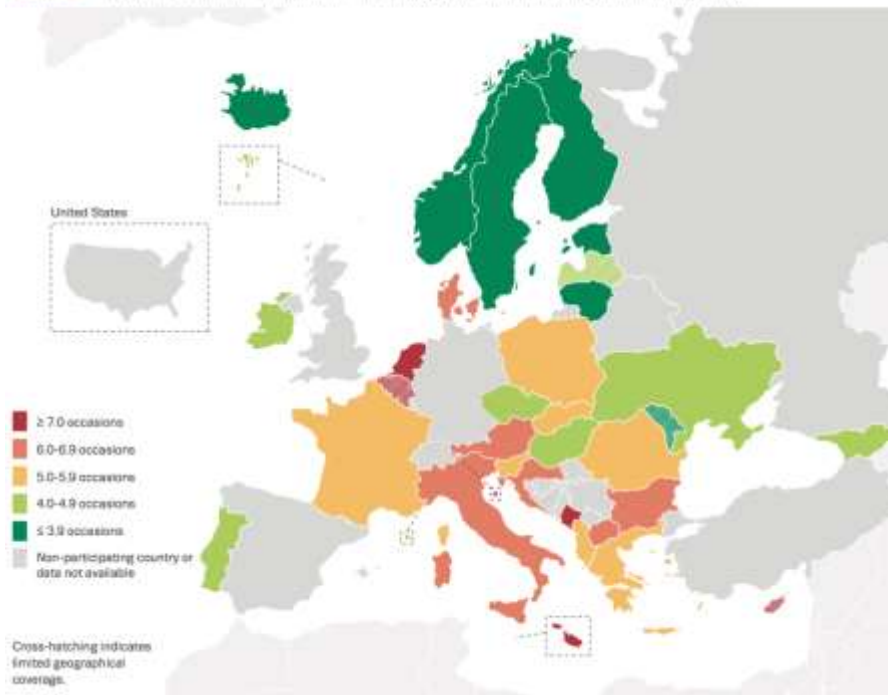 United States
≥ 7.0 occasions
6.0-6.9 occasions
5.0-5.9 occasions
4.0-4.9 occasions
≤ 3.9 occasions
Non-participating country or
data not available
Cross-hatching indicates
limited geographical
coverage.